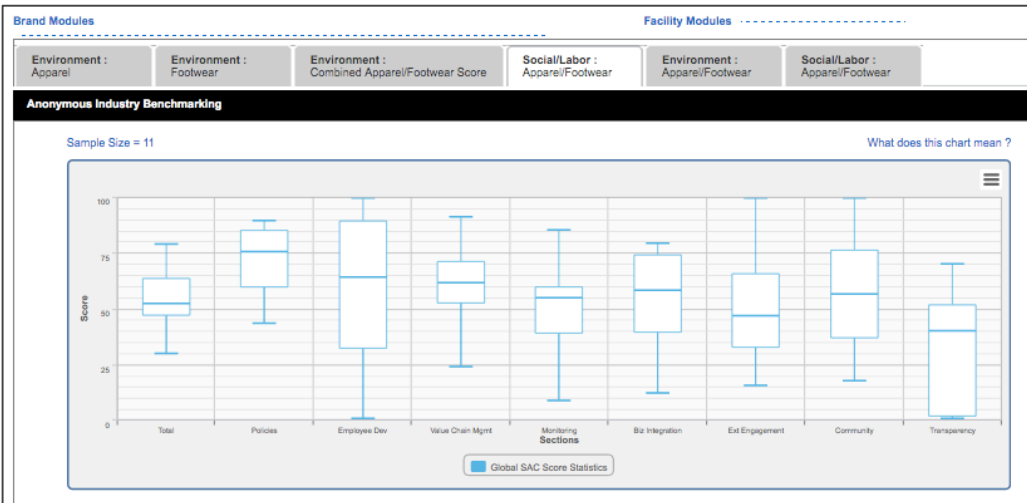 Brand Modules
Facility Modules
Environment :
Apparel
Environment :
Footwear
Environment :
Combined Apparel/Footwear Score
Social/Labor :
Apparel/Footwear
Environment :
Apparel/Footwear
Social/Labor :
Apparel/Footwear
Anonymous Industry Benchmarking
Sample Size = 11
What does this chart mean ?
100
75
50
25
0
Score
Total
Policies
Employee Dev
Value Chain Mgmt
Monitoring
Biz Integration
Ext Engagement
Community
Transparency
Sections
Global SAC Score Statistics